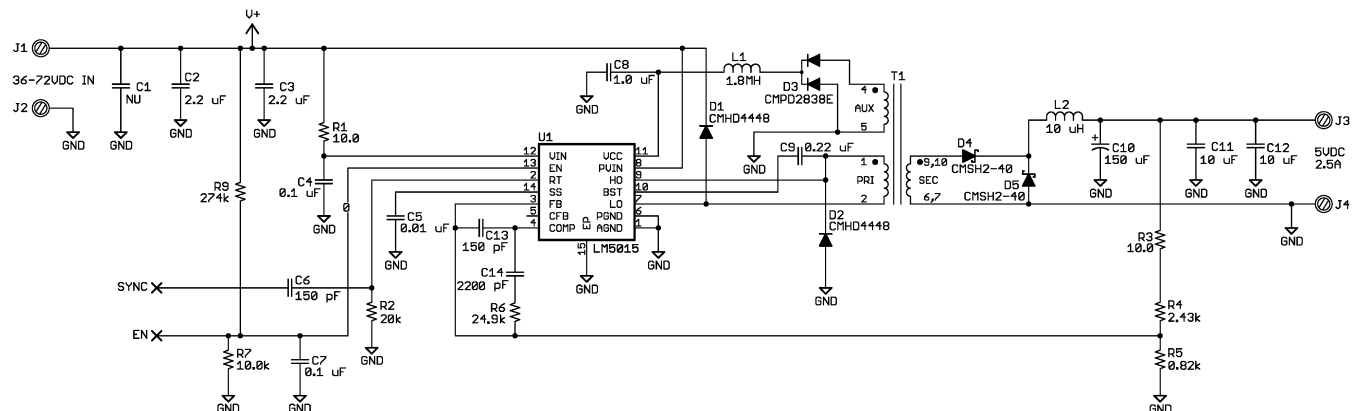 V+
J1
36-72VDC IN
J2
GND
C1
NU
GND
C2
2.2 uF
GND
C3
2.2 uF
GND
R9
274k
R1
10.0
C4
0.1 uF
GND
0
C5
0.01 uF
GND
SYNC
C6
150 pF
EN
R7
10.0k
GND
C7
0.1 uF
GND
R2
20k
GND
C13
150 pF
C14
2200 pF
R6
24.9k
U1
12 VIN VCC 11
13 EN PVIN 8
2 RT HO 9
14 SS BST 10
3 FB LO 7
5 CFB PGND 6
4 COMP AGND 1
EP
15
LM5015
GND
GND
C8
1.0 uF
GND
L1
1.8MH
D3
CMPD2838E
GND
D1
CMHD4448
C9 0.22 uF
D2
CMHD4448
GND
T1
4
AUX
5
1
PRI
2
9,10
SEC
6,7
D4
CMSH2-40
D5
CMSH2-40
L2
10 uH
C10
150 uF
GND
C11
10 uF
GND
C12
10 uF
GND
J3
5VDC
2.5A
J4
GND
R3
10.0
R4
2.43k
R5
0.82k
GND